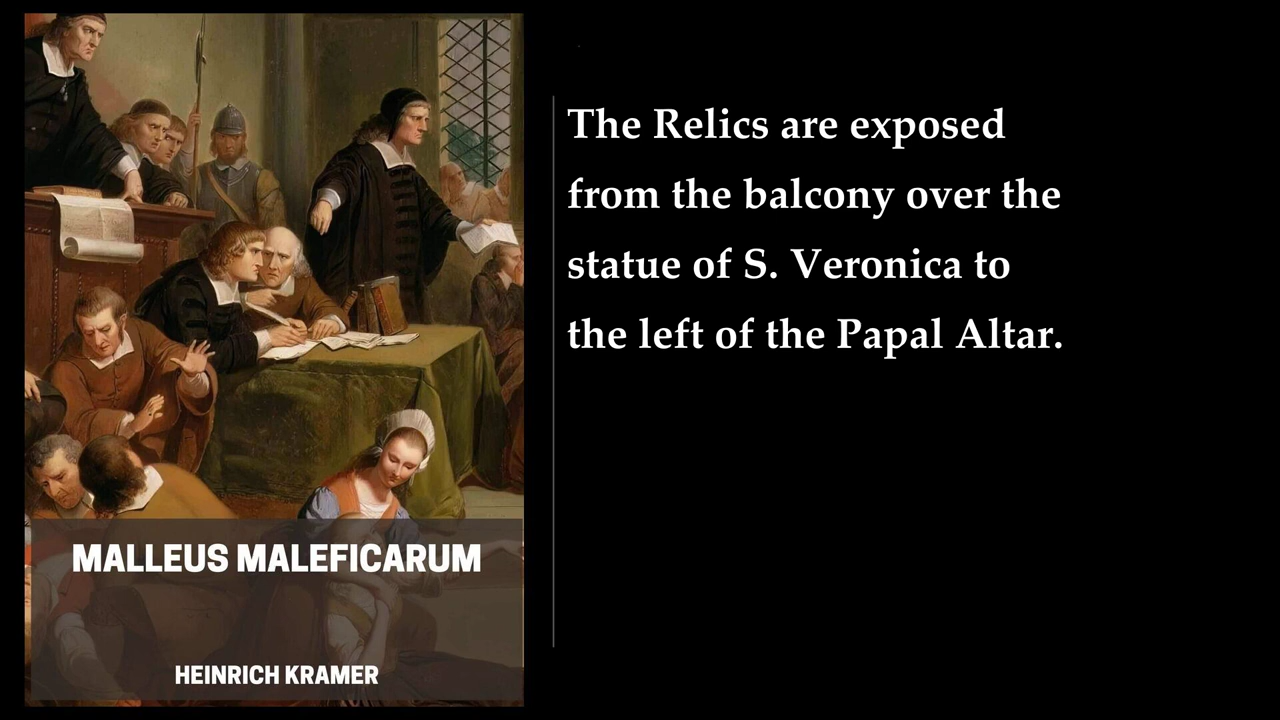 The Relics are exposed
from the balcony over the
statue of S. Veronica to
the left of the Papal Altar.
MALLEUS MALEFICARUM
HEINRICH KRAMER